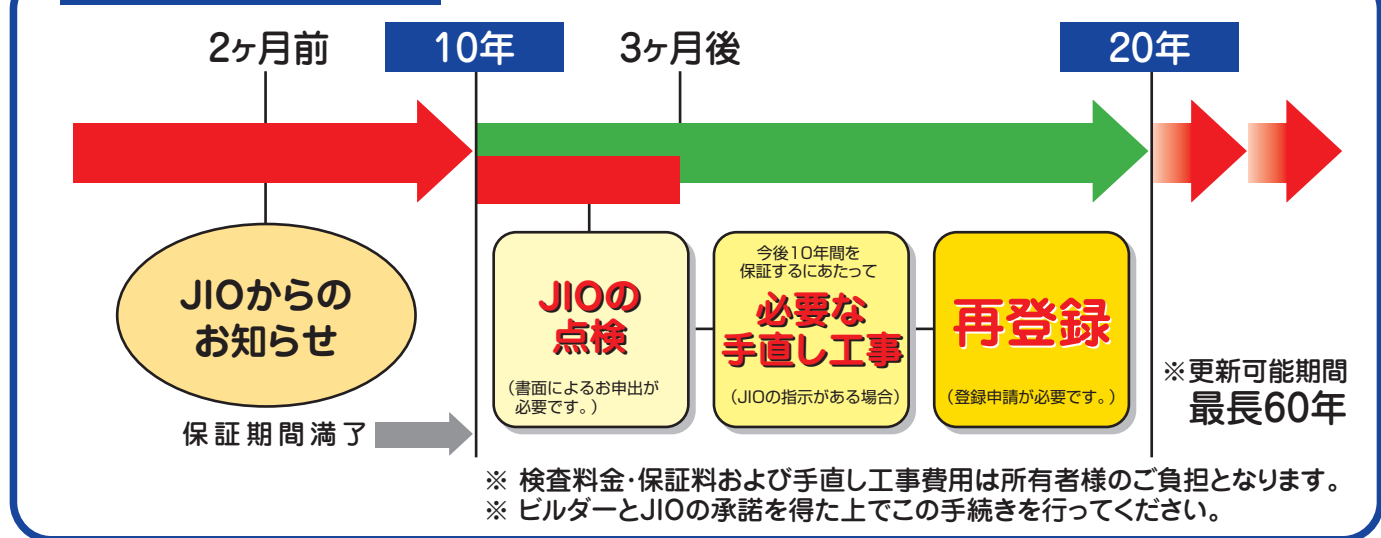 2ヶ月前
10年
3ヶ月後
20年
JIOからの
お知らせ
JIOの
点検
(書面によるお申出が
必要です。)
今後10年間を
保証するにあたって
必要な
手直し工事
(JIOの指示がある場合)
再登録
(登録申請が必要です。)
※更新可能期間
最長60年
保証期間満了
※ 検査料金・保証料および手直し工事費用は所有者様のご負担となります。
※ ビルダーとJIOの承諾を得た上でこの手続きを行ってください。